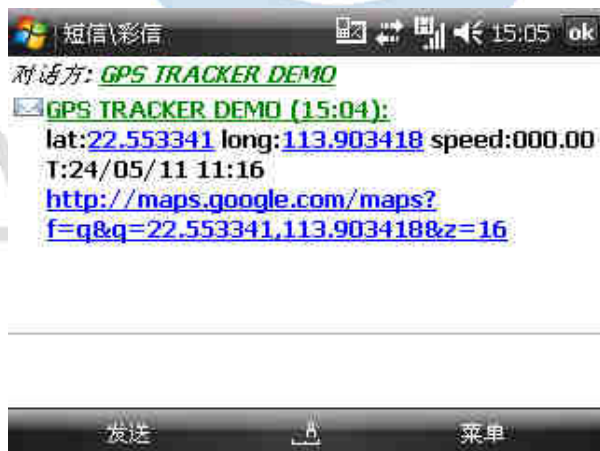 短信\彩信 15:05 ok
对话方: GPS TRACKER DEMO
GPS TRACKER DEMO (15:04):
lat:22.553341 long:113.903418 speed:000.00
T:24/05/11 11:16
http://maps.google.com/maps?
f=q&q=22.553341,113.903418&z=16
发送 菜单